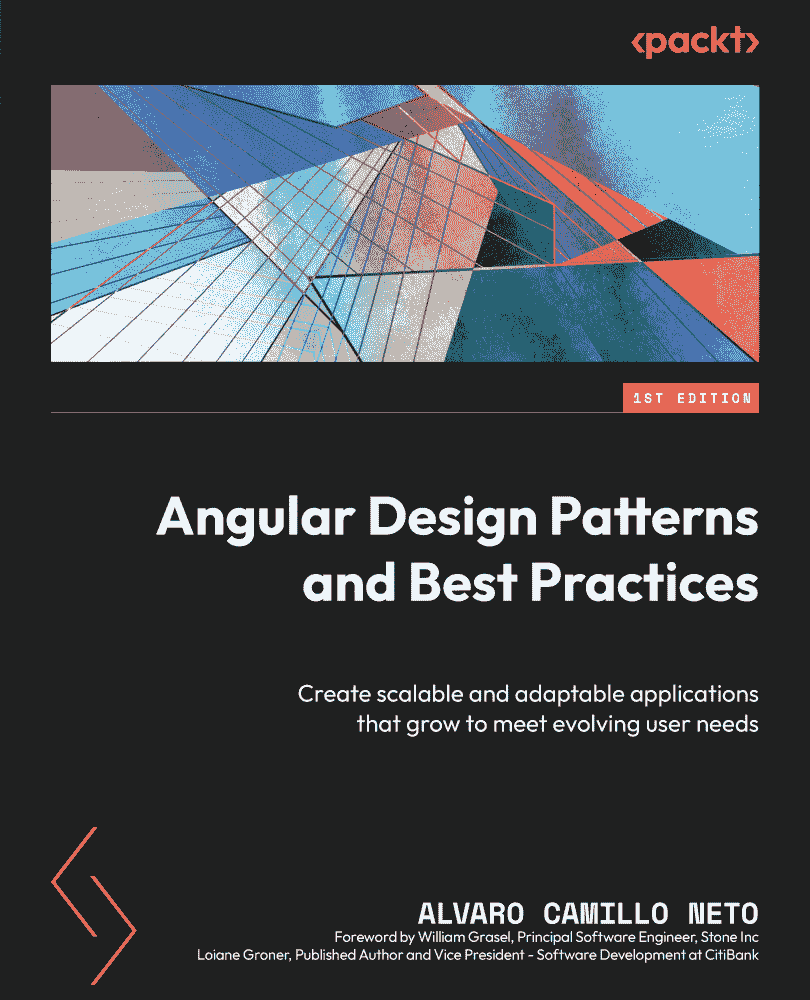 <packt>
1ST EDITION
Angular Design Patterns
and Best Practices
Create scalable and adaptable applications
that grow to meet evolving user needs
ALVARO CAMILLO NETO
Foreword by William Grasel, Principal Software Engineer, Stone Inc
Loiane Groner, Published Author and Vice President - Software Development at CitiBank